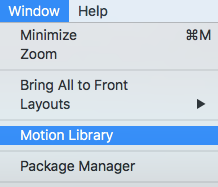 Window Help
Minimize ⌘M
Zoom
Bring All to Front
Layouts ▶
Motion Library
Package Manager